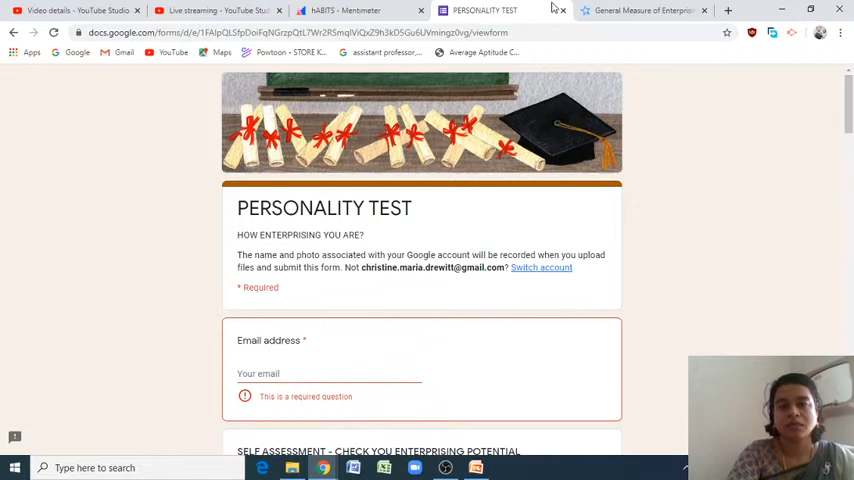 Video details - YouTube Studio
Live streaming - YouTube Studi
hABITS - Mentimeter
PERSONALITY TEST
General Measure of Enterprisin
docs.google.com/forms/d/e/1FAIpQLSfpDoiFqNGrzpQtL7Wr2RSmqIViQxZ9h3kD5Gu6UVmingz0vg/viewform
Apps
Google
Gmail
YouTube
Maps
Powtoon - STORE K...
assistant professor,...
Average Aptitude C...
PERSONALITY TEST
HOW ENTERPRISING YOU ARE?
The name and photo associated with your Google account will be recorded when you upload
files and submit this form. Not christine.maria.drewitt@gmail.com? Switch account
* Required
Email address *
Your email
This is a required question
SELF ASSESSMENT - CHECK YOU ENTERPRISING POTENTIAL
Type here to search